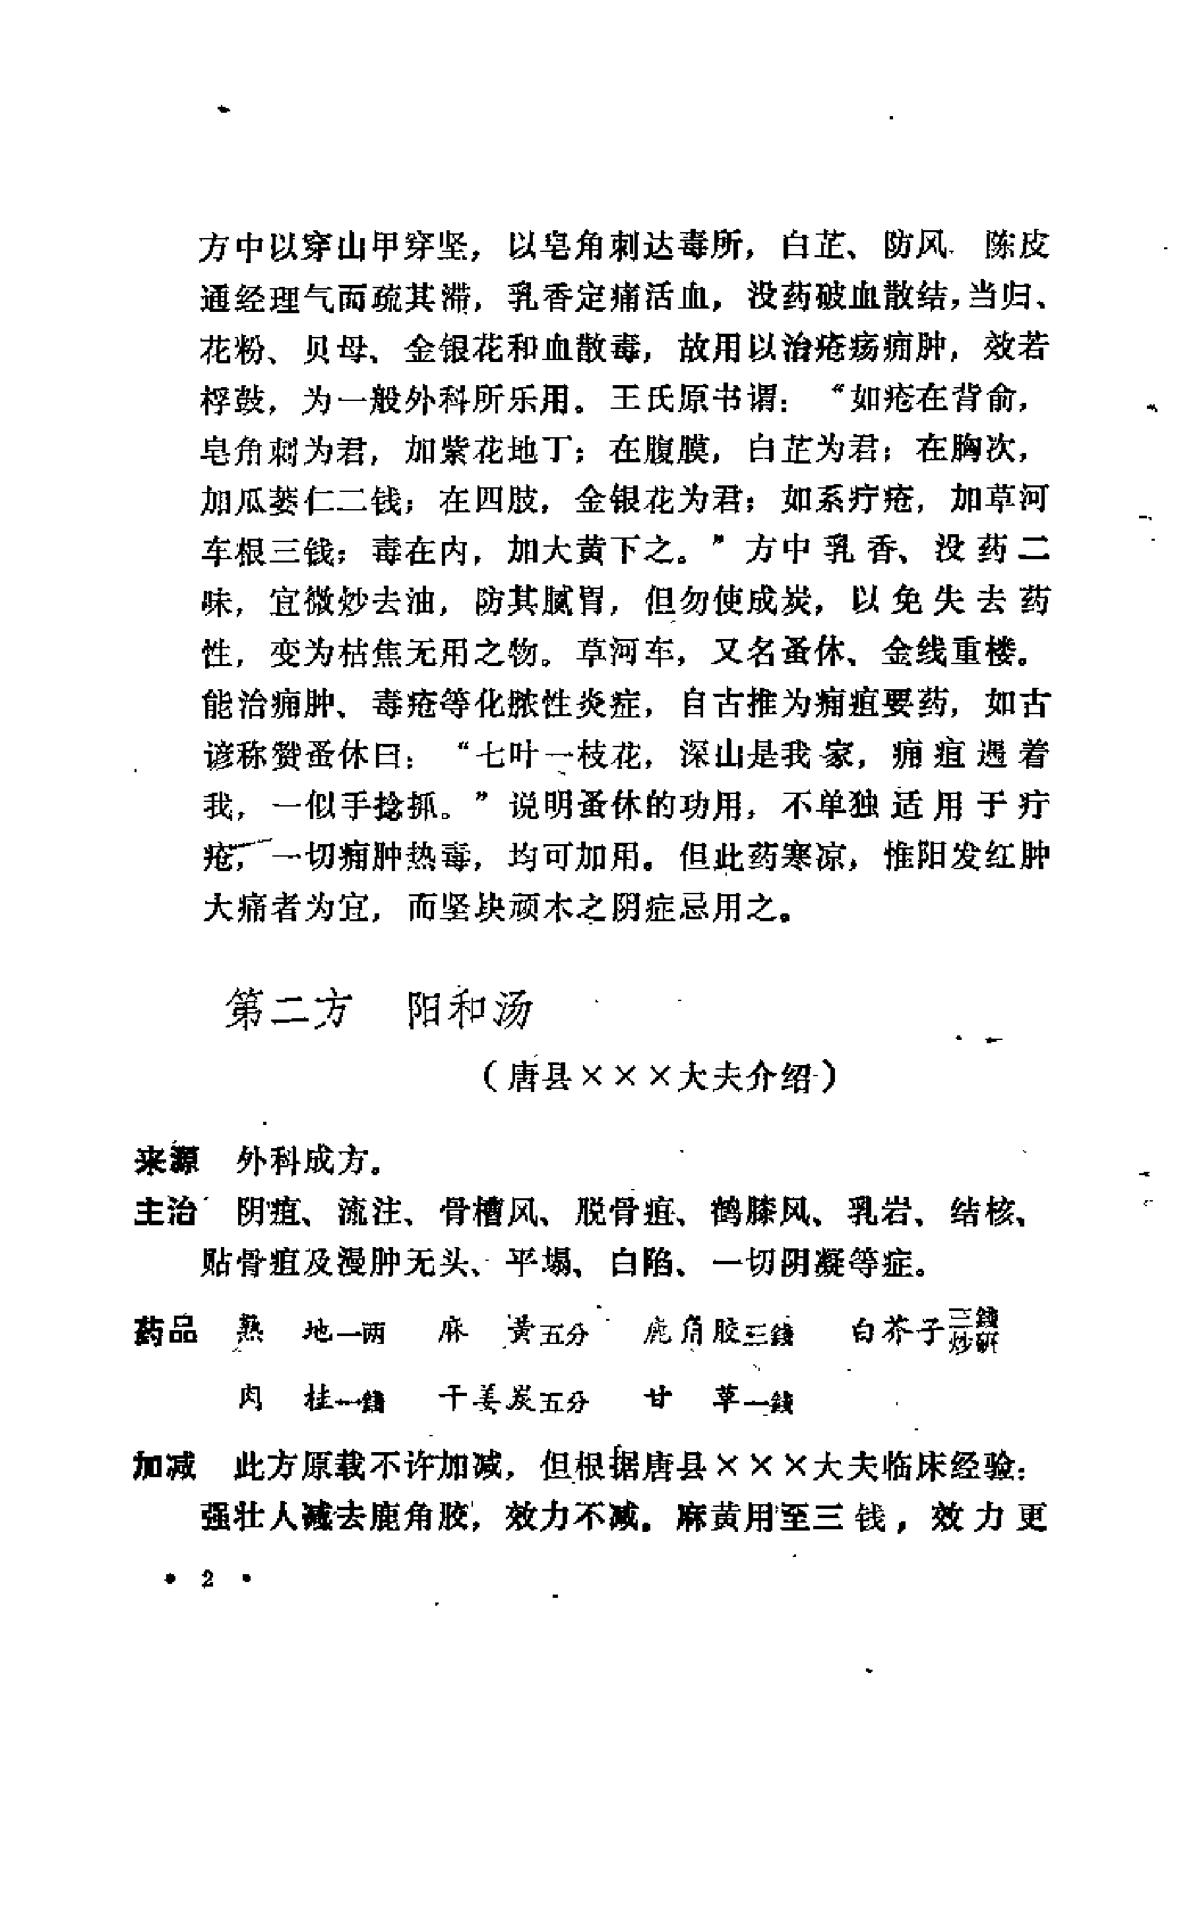 方中以穿山甲穿坚，以皂角刺达毒所，白芷、防风 陈皮
通经理气而疏其滞，乳香定痛活血，没药破血散结，当归、
花粉、贝母、金银花和血散毒，故用以治疮疡痈肿，效若
桴鼓，为一般外科所乐用。王氏原书谓：“如疮在背俞，
皂角刺为君，加紫花地丁；在腹膜，白芷为君；在胸次，
加瓜蒌仁二钱；在四肢，金银花为君；如系疔疮，加草河
车根三钱；毒在内，加大黄下之。”方中乳香、没药二
味，宜微炒去油，防其腻胃，但勿使成炭，以免失去药
性，变为枯焦无用之物。草河车，又名蚤休、金线重楼。
能治痈肿、毒疮等化脓性炎症，自古推为痈疽要药，如古
谚称赞蚤休曰：“七叶一枝花，深山是我家，痈疽遇着
我，一似手捻抓。”说明蚤休的功用，不单独适用于疔
疮，一切痈肿热毒，均可加用。但此药寒凉，惟阳发红肿
大痛者为宜，而坚块顽木之阴症忌用之。
第二方 阳和汤
（唐县×××大夫介绍）
来源 外科成方。
主治 阴疽、流注、骨槽风、脱骨疽、鹤膝风、乳岩、结核、
贴骨疽及漫肿无头、平塌、白陷、一切阴凝等症。
药品 熟 地一两 麻 黄五分 鹿角胶三錢 白芥子三錢炒研
肉 桂一錢 干姜炭五分 甘 草一錢
加减 此方原载不许加减，但根据唐县×××大夫临床经验：
强壮人减去鹿角胶，效力不减。麻黄用至三钱，效力更
• 2 •